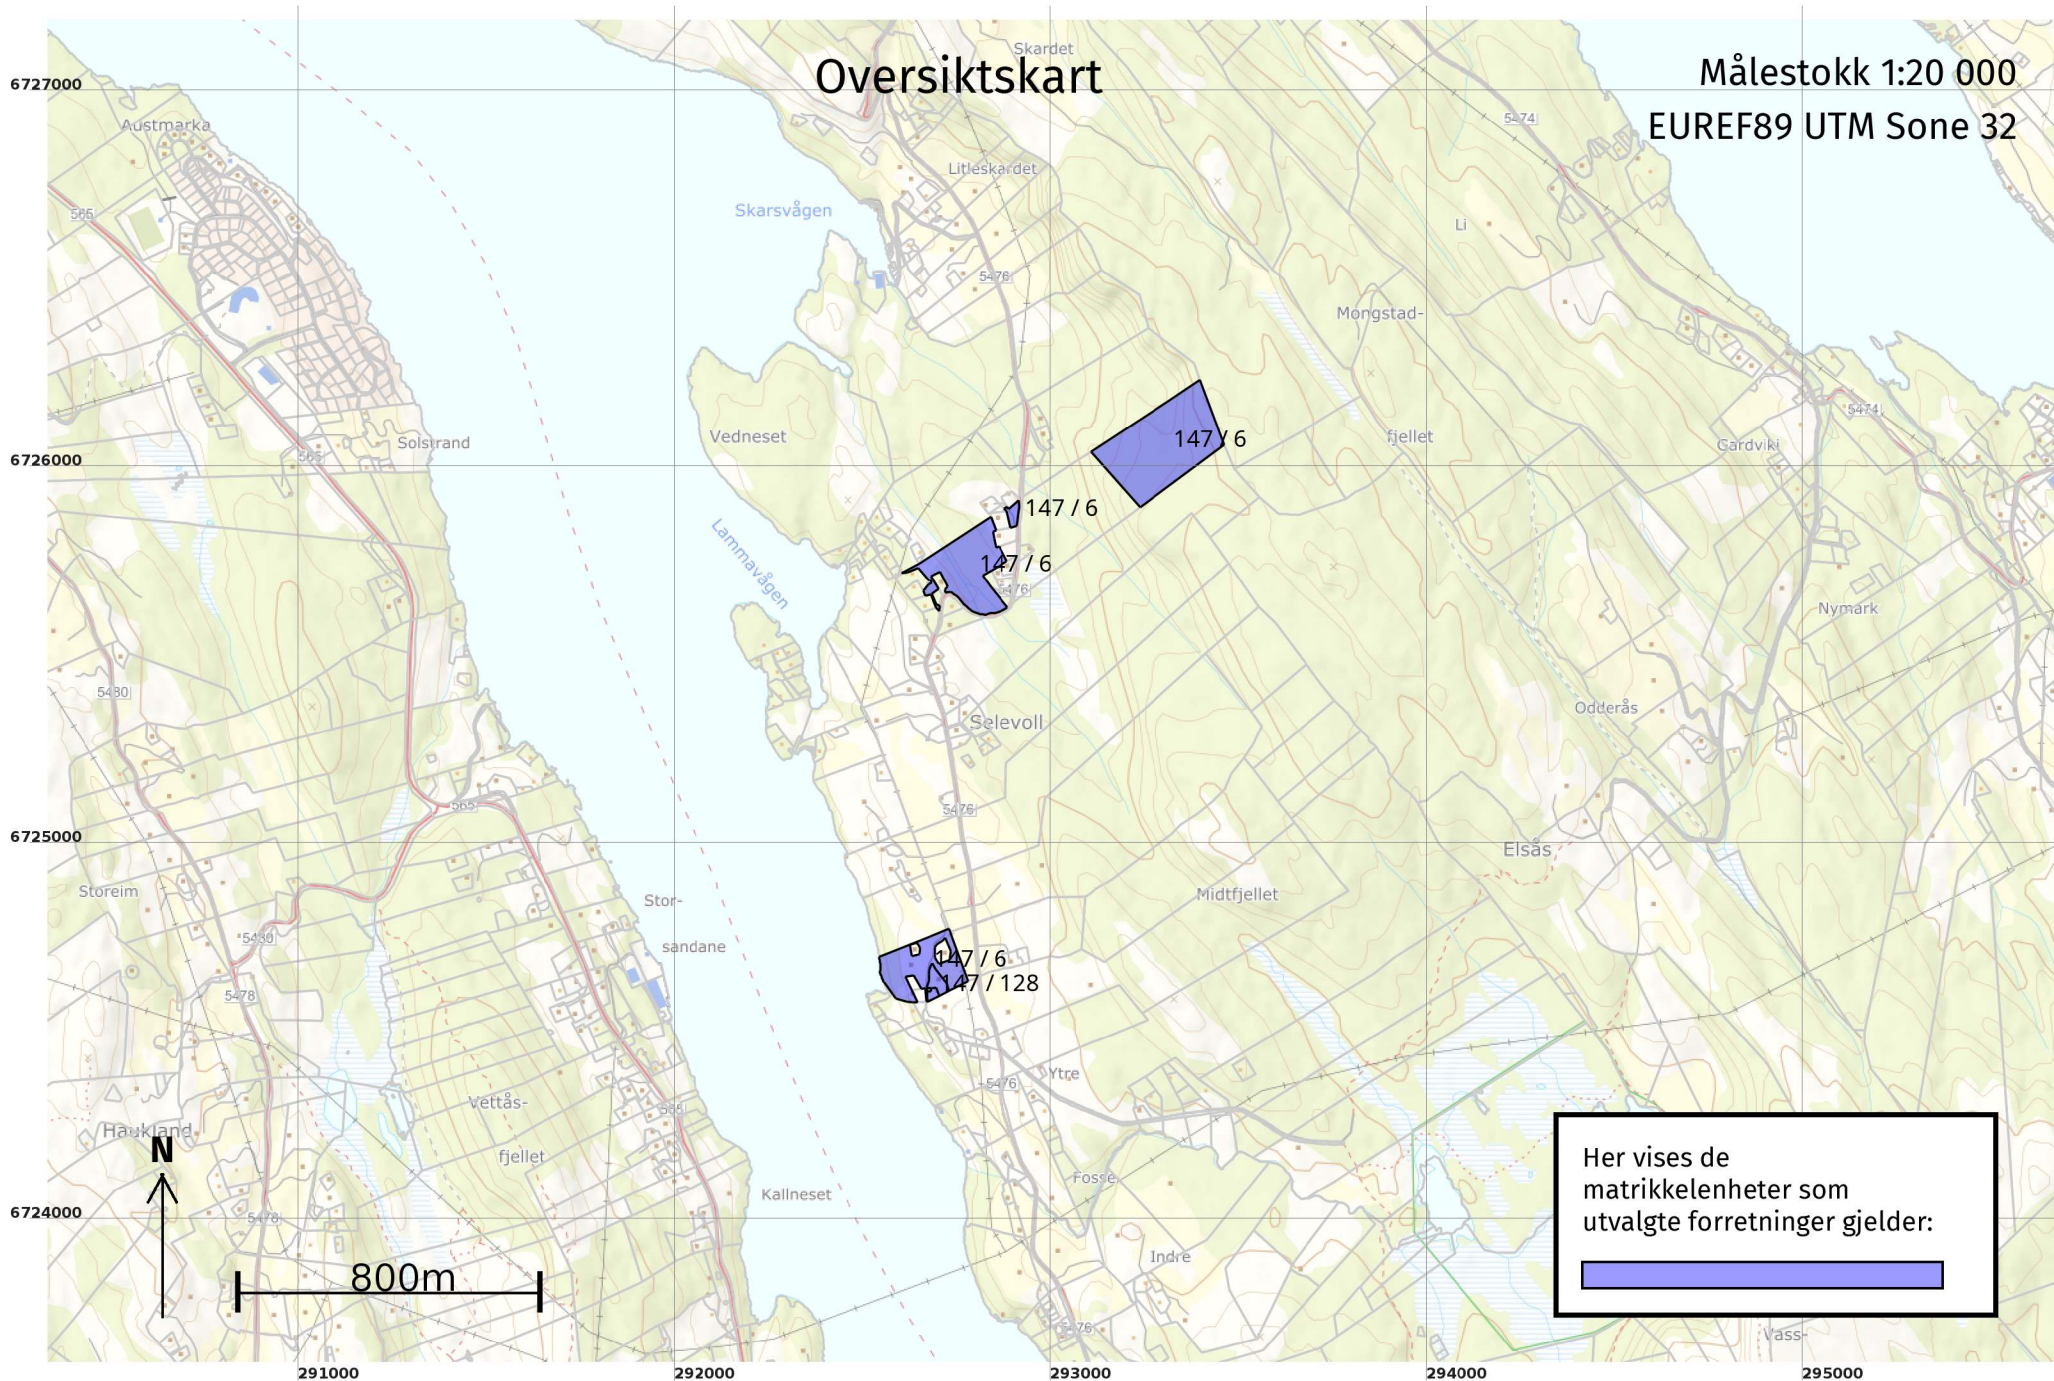 Skardet
Oversiktskart
Målestokk 1:20 000
EUREF89 UTM Sone 32
6727000
5474
Austmarka
Litleskardet
565
Skarsvågen
Li
5476
Mongstad-
fjellet
5474
Vedneset
Solstrand
147 / 6
Gardviki
6726000
565
147 / 6
Lammavågen
147 / 6
5476
Nymark
5480
Odderås
Selevoll
565
5476
6725000
Elsås
Storeim
Stor-
sandane
Midtfjellet
5480
147 / 6
147 / 128
5478
Ytre
5476
Vettås-
fjellet
565
Haukland
N
Fosse
Kallneset
6724000
5478
Indre
800m
5476
Her vises de
matrikkelenheter som
utvalgte forretninger gjelder:
Vass-
291000
292000
293000
294000
295000